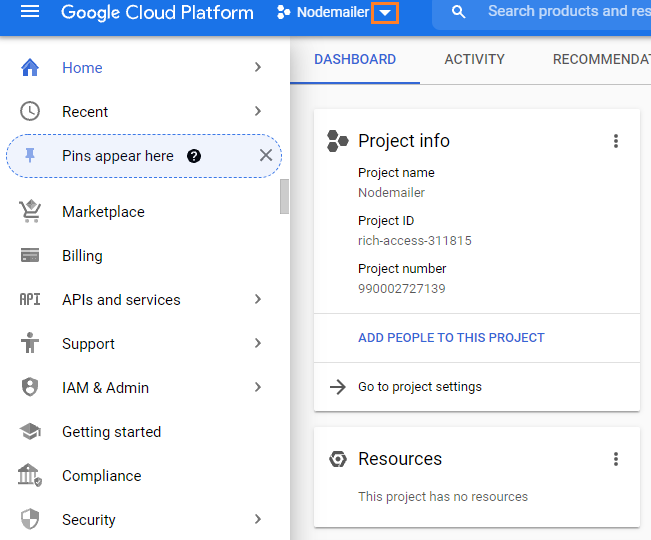 Google Cloud Platform
Nodemailer
Search products and res
Home
Recent
Pins appear here ?
Marketplace
Billing
API APIs and services
Support
IAM & Admin
Getting started
Compliance
Security
DASHBOARD ACTIVITY RECOMMENDAT
Project info
Project name
Nodemailer
Project ID
rich-access-311815
Project number
990002727139
ADD PEOPLE TO THIS PROJECT
Go to project settings
Resources
This project has no resources